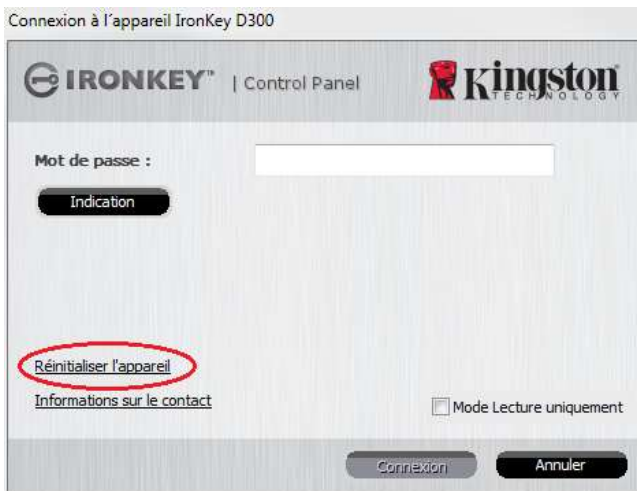 Connexion à l´appareil IronKey D300
IRONKEY™ | Control Panel
Kingston
TECHNOLOGY
Mot de passe :
Indication
Réinitialiser l'appareil
Informations sur le contact
Mode Lecture uniquement
Connexion
Annuler